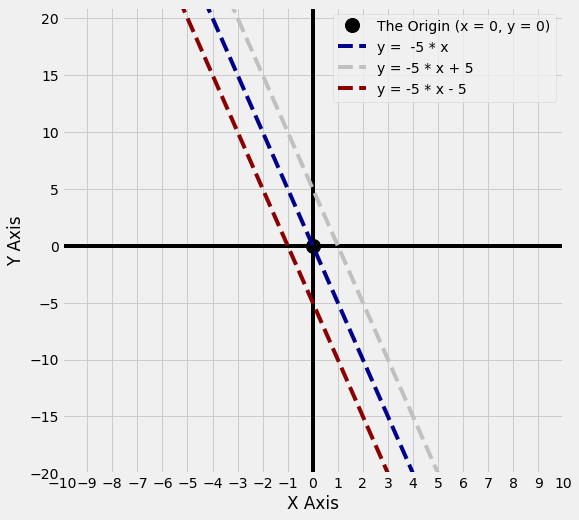 The Origin (x = 0, y = 0)
y =  -5 * x
y = -5 * x + 5
y = -5 * x - 5
20
15
10
5
0
−5
−10
−15
−20
Y Axis
−10 −9 −8 −7 −6 −5 −4 −3 −2 −1 0 1 2 3 4 5 6 7 8 9 10
X Axis